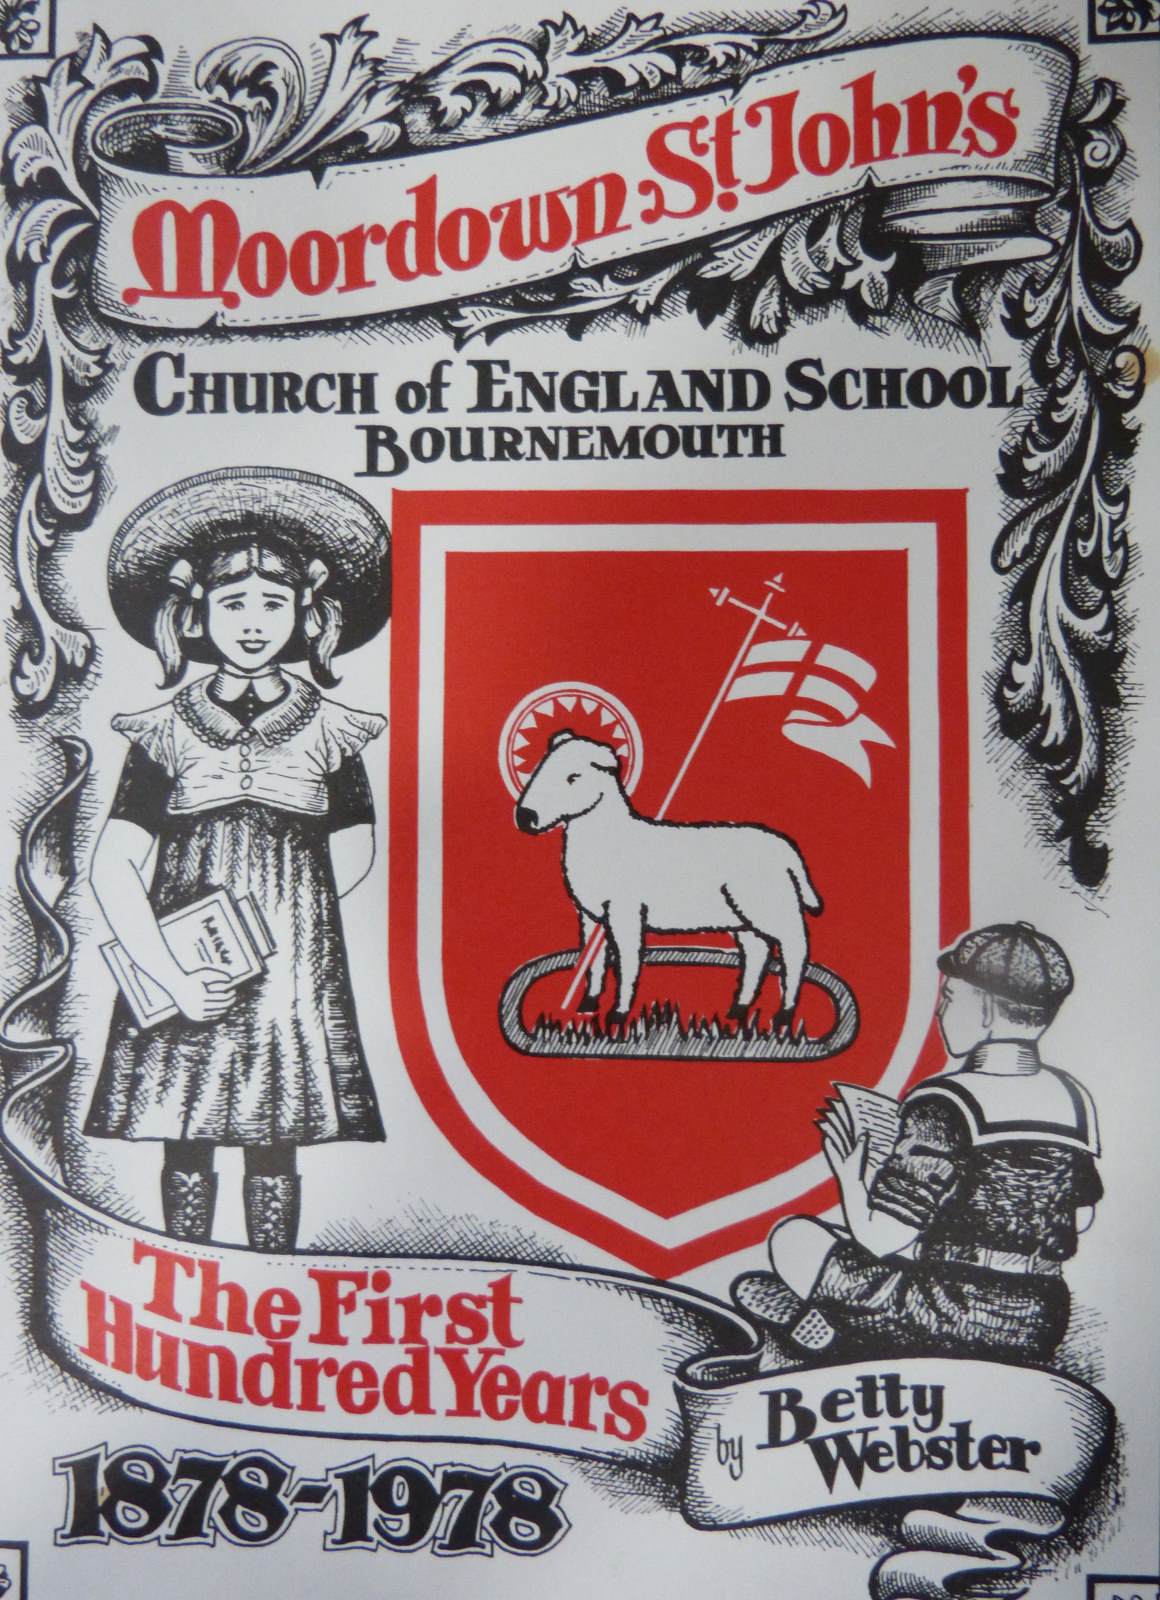 Moordown St John's
CHURCH of ENGLAND SCHOOL
BOURNEMOUTH
The First
Hundred Years
by Betty
Webster
1878-1978